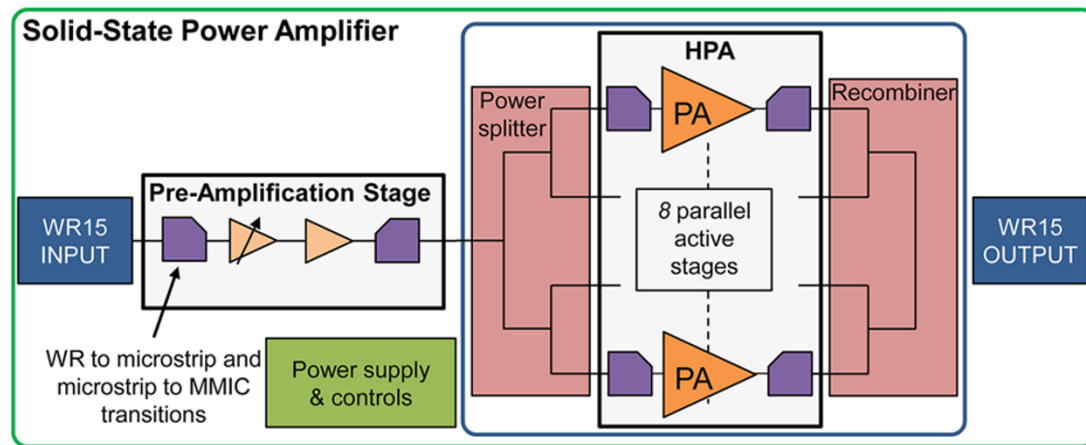 Solid-State Power Amplifier
WR15
INPUT
Pre-Amplification Stage
WR to microstrip and
microstrip to MMIC
transitions
Power supply
& controls
Power
splitter
HPA
PA
8 parallel
active
stages
PA
Recombiner
WR15
OUTPUT